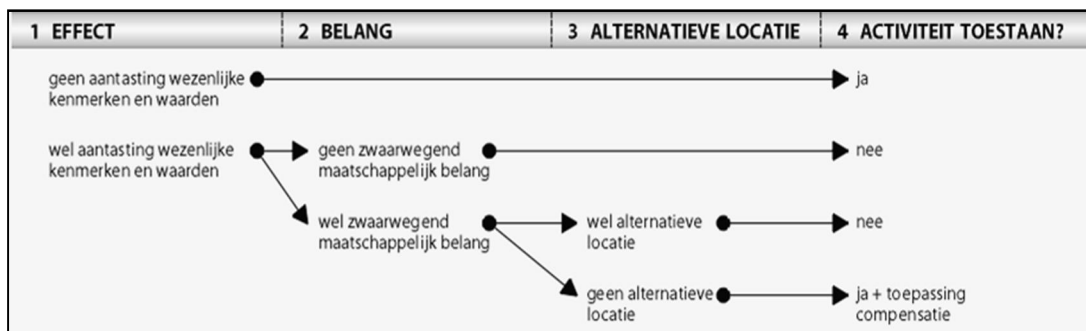 1 EFFECT
2 BELANG
3 ALTERNATIEVE LOCATIE
4 ACTIVITEIT TOESTAAN?
geen aantasting wezenlijke
kenmerken en waarden
ja
wel aantasting wezenlijke
kenmerken en waarden
geen zwaarwegend
maatschappelijk belang
nee
wel zwaarwegend
maatschappelijk belang
wel alternatieve
locatie
nee
geen alternatieve
locatie
ja + toepassing
compensatie